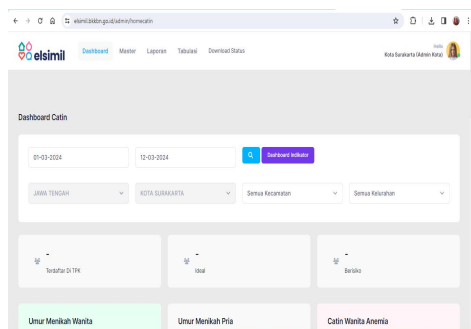 elsimil.bkkbn.go.id/admin/homecatin
elsimil Dashboard Master Laporan Tabulasi Download Status
Hello
Kota Surakarta (Admin Kota)
Dashboard Catin
01-03-2024 12-03-2024 Dashboard Indikator
JAWA TENGAH KOTA SURAKARTA Semua Kecamatan Semua Kelurahan
- - -
Terdaftar Di TPK Ideal Berisiko
Umur Menikah Wanita Umur Menikah Pria Catin Wanita Anemia